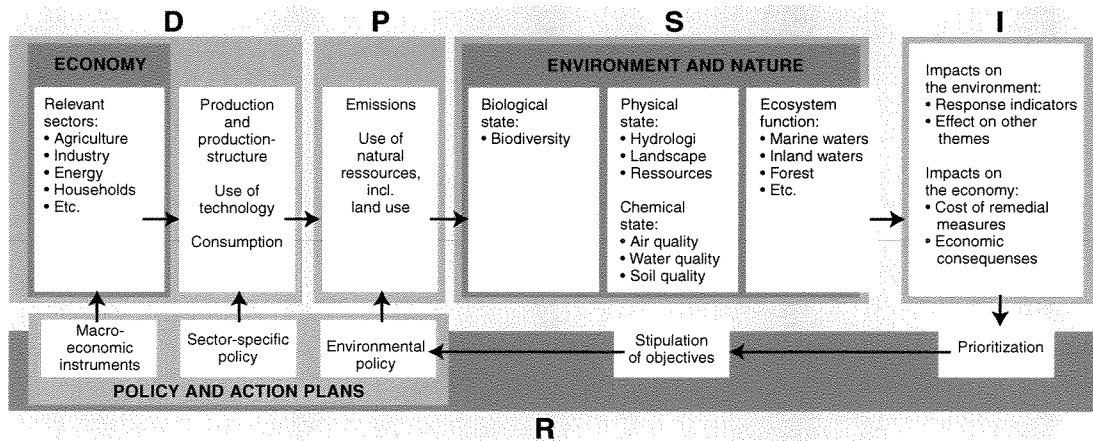 D
P
S
I
ECONOMY
Relevant
sectors:
• Agriculture
• Industry
• Energy
• Households
• Etc.
Production
and
production-
structure
Use of
technology
Consumption
Emissions
Use of
natural
ressources,
incl.
land use
ENVIRONMENT AND NATURE
Biological
state:
• Biodiversity
Physical
state:
• Hydrologi
• Landscape
• Ressources
Chemical
state:
• Air quality
• Water quality
• Soil quality
Ecosystem
function:
• Marine waters
• Inland waters
• Forest
• Etc.
Impacts on
the environment:
• Response indicators
• Effect on other
themes
Impacts on
the economy:
• Cost of remedial
measures
• Economic
consequenses
Macro-
economic
instruments
Sector-specific
policy
Environmental
policy
Stipulation
of objectives
Prioritization
POLICY AND ACTION PLANS
R